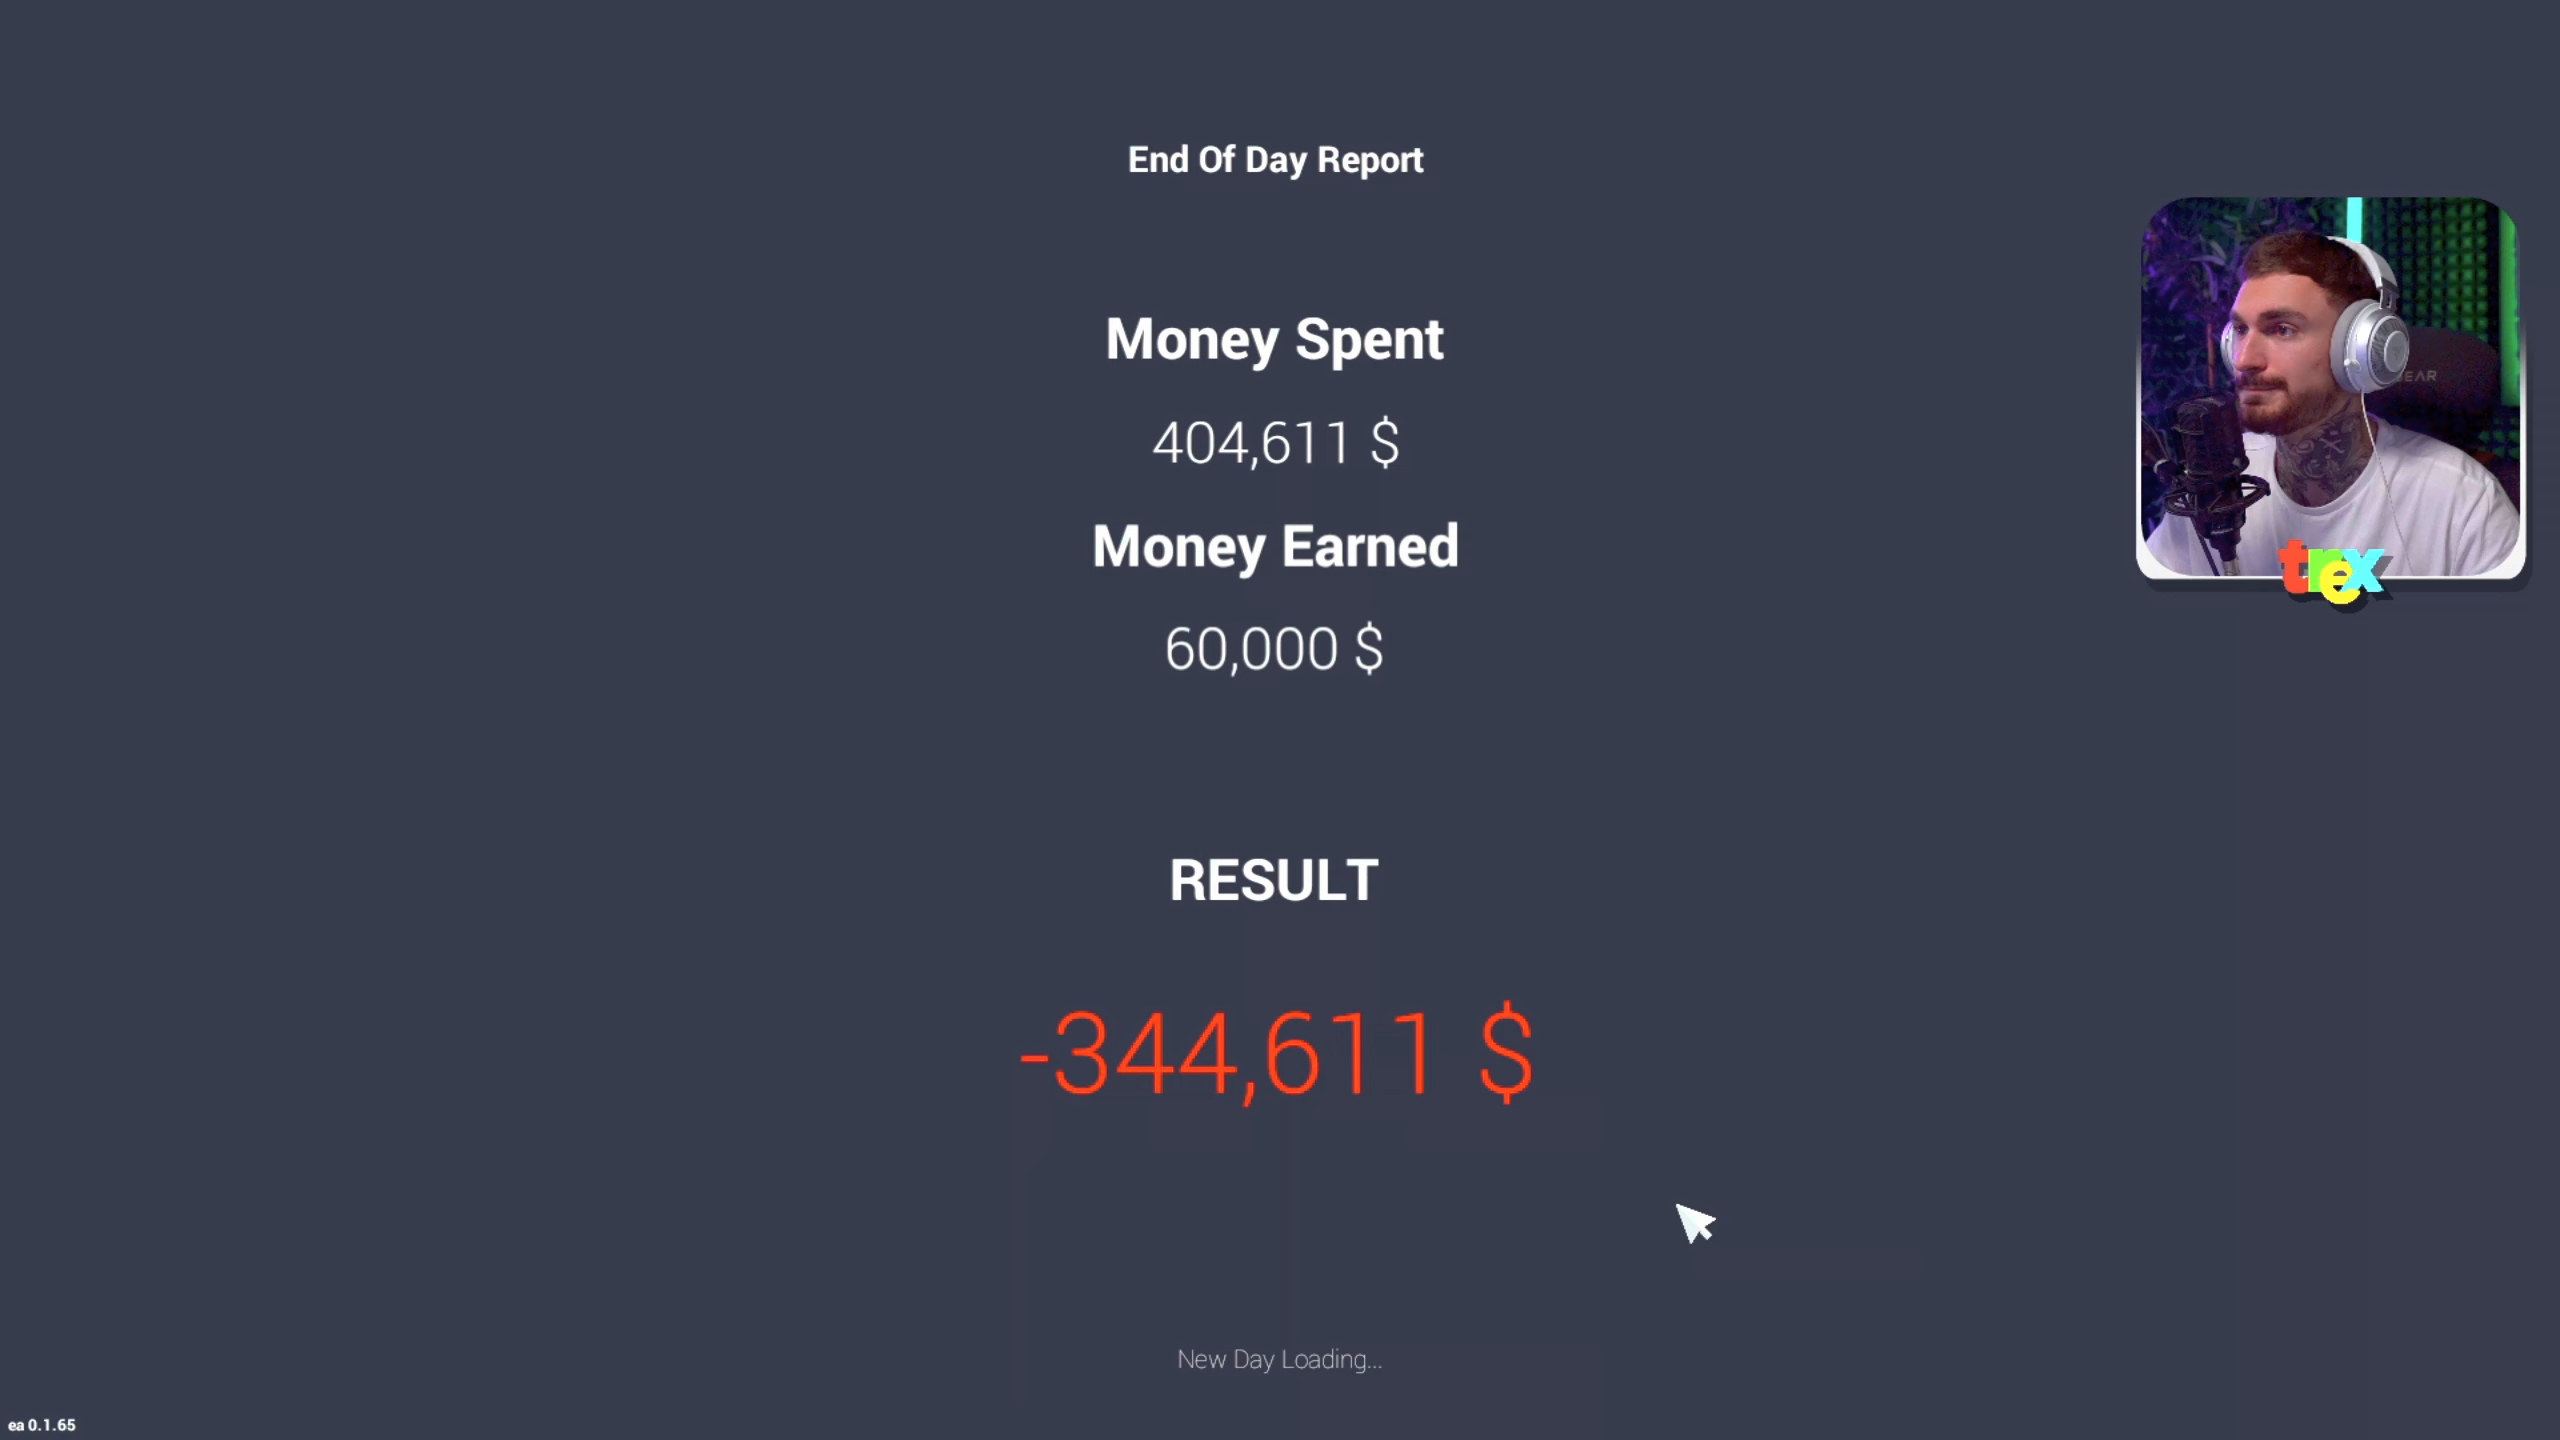 End Of Day Report
Money Spent
404,611 $
Money Earned
60,000 $
RESULT
-344,611 $
New Day Loading...
ea 0.1.65
trex